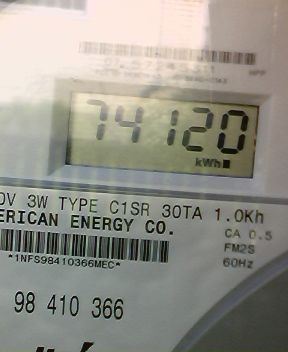 74120
kWh
0V 3W TYPE C1SR 30TA 1.0Kh
ERICAN ENERGY CO.
CA 0.5
FM2S
*1NFS98410366MEC*
60Hz
98 410 366